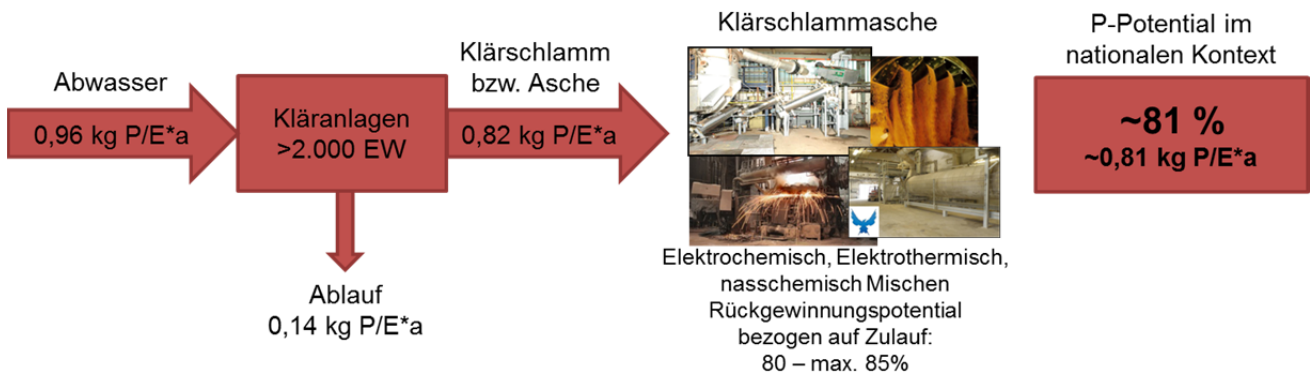 Abwasser
0,96 kg P/E*a
Kläranlagen
>2.000 EW
Ablauf
0,14 kg P/E*a
Klärschlamm
bzw. Asche
0,82 kg P/E*a
Klärschlammasche
Elektrochemisch, Elektrothermisch,
nasschemisch Mischen
Rückgewinnungspotential
bezogen auf Zulauf:
80 – max. 85%
P-Potential im
nationalen Kontext
~81 %
~0,81 kg P/E*a